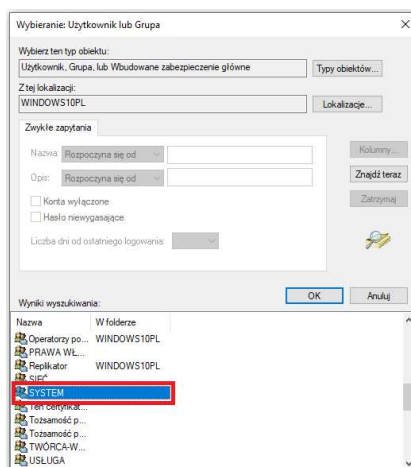 Wybieranie: Użytkownik lub Grupa
Wybierz ten typ obiektu:
Użytkownik, Grupa, lub Wbudowane zabezpieczenie główne Typy obiektów...
Z tej lokalizacji:
WINDOWS10PL Lokalizacje...
Zwykłe zapytania
Nazwa: Rozpoczyna się od Kolumny...
Opis: Rozpoczyna się od Znajdź teraz
Konta wyłączone Zatrzymaj
Hasło niewygasające
Liczba dni od ostatniego logowania:
OK Anuluj
Wyniki wyszukiwania:
Nazwa W folderze
Operatorzy po... WINDOWS10PL
PRAWA WŁ...
Replikator WINDOWS10PL
SIEĆ
SYSTEM
Ten certyfikat...
Tożsamość p...
Tożsamość p...
TWÓRCA-W...
USŁUGA